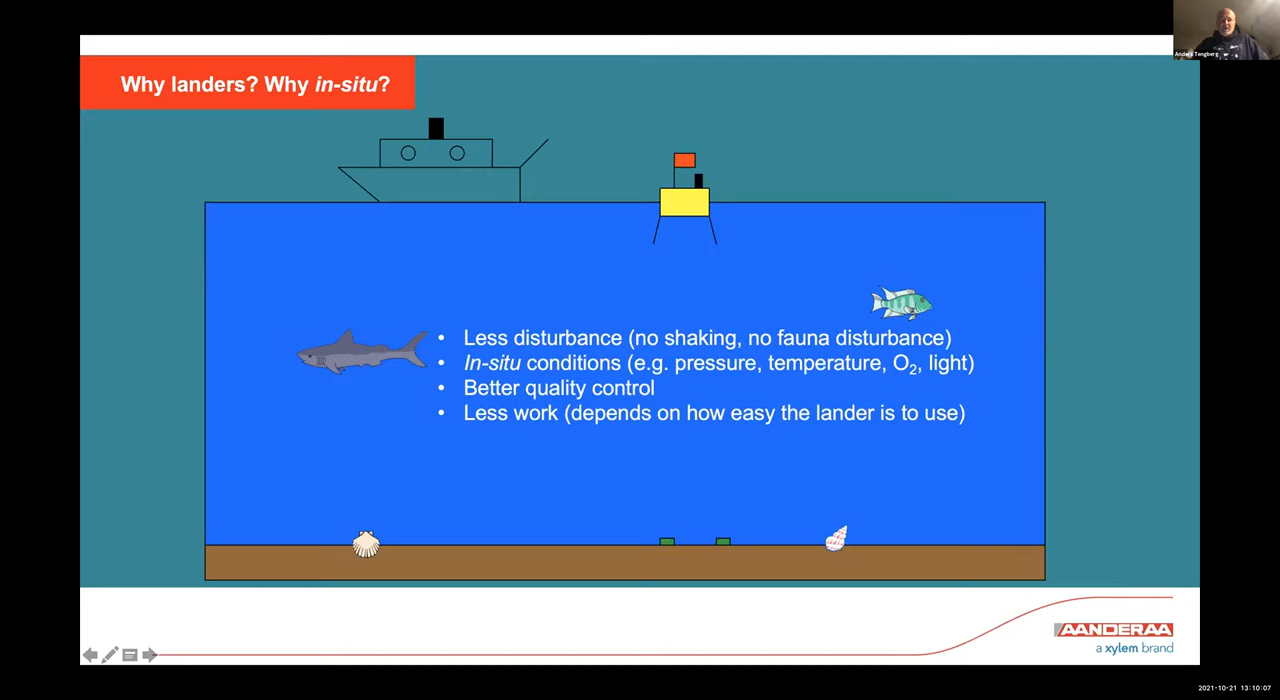 Anders Tengberg
Why landers? Why in-situ?
• Less disturbance (no shaking, no fauna disturbance)
• In-situ conditions (e.g. pressure, temperature, O₂, light)
• Better quality control
• Less work (depends on how easy the lander is to use)
AANDERAA
a xylem brand
2021-10-21 13:10:07